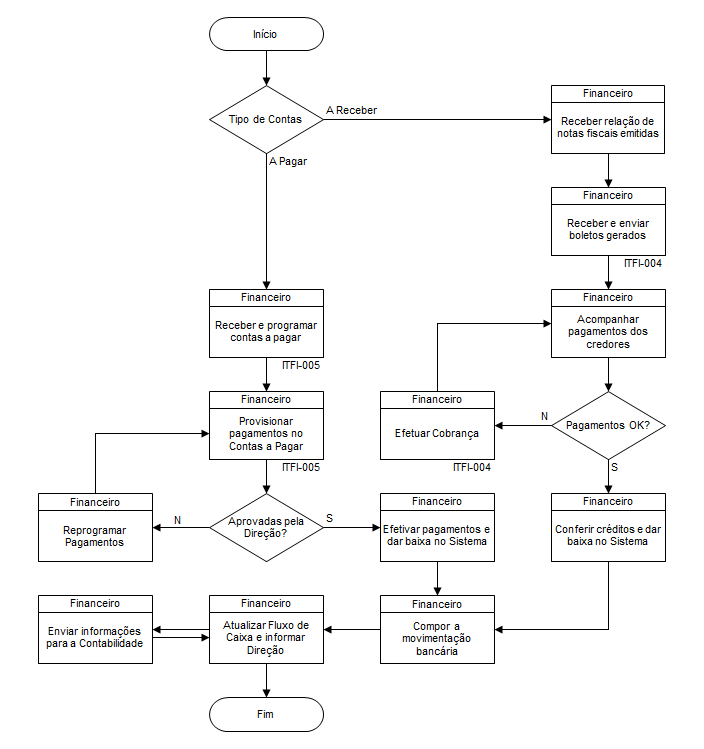 Início
Tipo de Contas
A Receber
A Pagar
Financeiro
Receber relação de
notas fiscais emitidas
Financeiro
Receber e enviar
boletos gerados
ITFI-004
Financeiro
Receber e programar
contas a pagar
ITFI-005
Financeiro
Acompanhar
pagamentos dos
credores
Financeiro
Provisionar
pagamentos no
Contas a Pagar
ITFI-005
Financeiro
Efetuar Cobrança
ITFI-004
N
Pagamentos OK?
S
Financeiro
Reprogramar
Pagamentos
N
Aprovadas pela
Direção?
S
Financeiro
Efetivar pagamentos e
dar baixa no Sistema
Financeiro
Conferir créditos e dar
baixa no Sistema
Financeiro
Enviar informações
para a Contabilidade
Financeiro
Atualizar Fluxo de
Caixa e informar
Direção
Financeiro
Compor a
movimentação
bancária
Fim